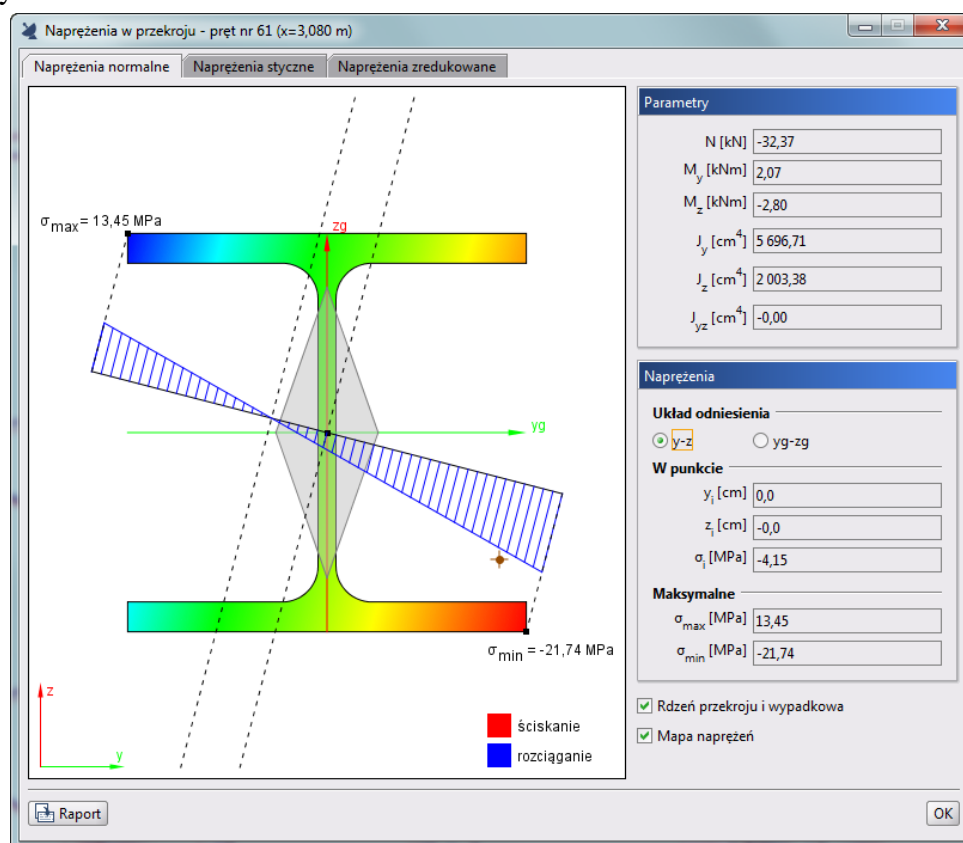 y
Naprężenia w przekroju - pręt nr 61 (x=3,080 m)
Naprężenia normalne Naprężenia styczne Naprężenia zredukowane
σmax= 13,45 MPa
zg
yg
σmin = -21,74 MPa
z
y
ściskanie
rozciąganie
Parametry
N [kN] -32,37
My [kNm] 2,07
Mz [kNm] -2,80
Jy [cm4] 5 696,71
Jz [cm4] 2 003,38
Jyz [cm4] -0,00
Naprężenia
Układ odniesienia
y-z yg-zg
W punkcie
yi [cm] 0,0
zi [cm] -0,0
σi [MPa] -4,15
Maksymalne
σmax [MPa] 13,45
σmin [MPa] -21,74
Rdzeń przekroju i wypadkowa
Mapa naprężeń
Raport OK